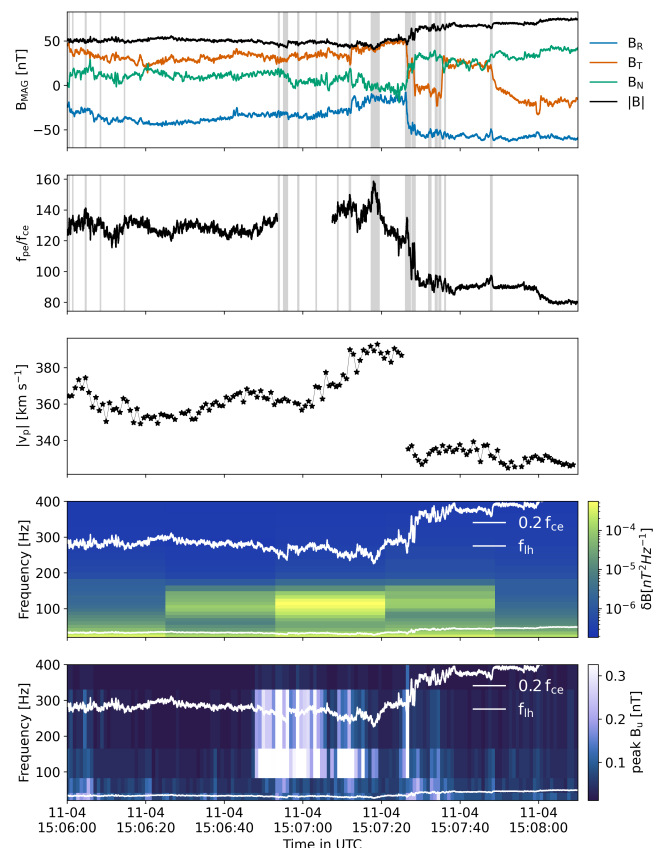 50
0
−50
B_MAG [nT]
B_R
B_T
B_N
|B|
160
140
120
100
80
f_pe/f_ce
380
360
340
|v_p| [km s⁻¹]
400
300
200
100
Frequency [Hz]
0.2 f_ce
f_lh
10⁻⁴
10⁻⁵
10⁻⁶
δB[nT²Hz⁻¹]
400
300
200
100
Frequency [Hz]
0.2 f_ce
f_lh
0.3
0.2
0.1
peak B_u [nT]
11-04 11-04 11-04 11-04 11-04 11-04 11-04
15:06:00 15:06:20 15:06:40 15:07:00 15:07:20 15:07:40 15:08:00
Time in UTC